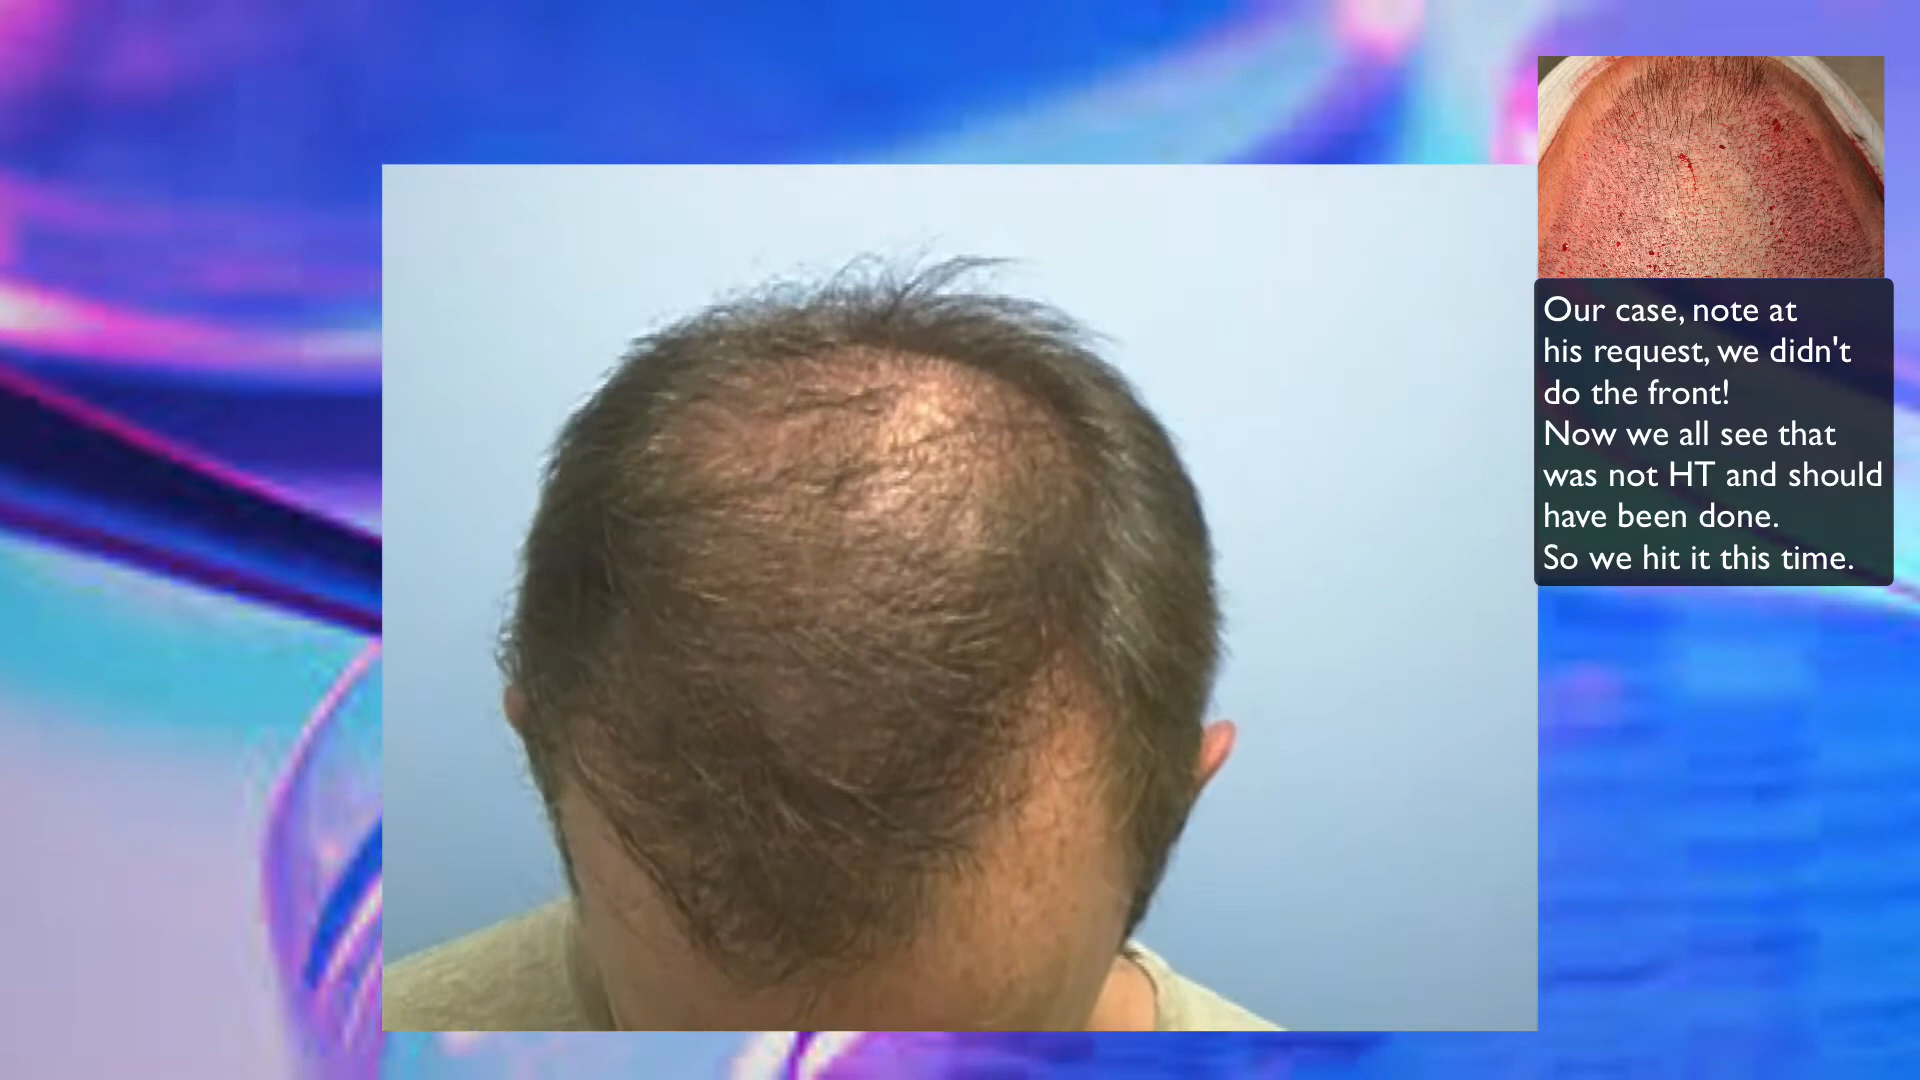 Our case, note at
his request, we didn't
do the front!
Now we all see that
was not HT and should
have been done.
So we hit it this time.